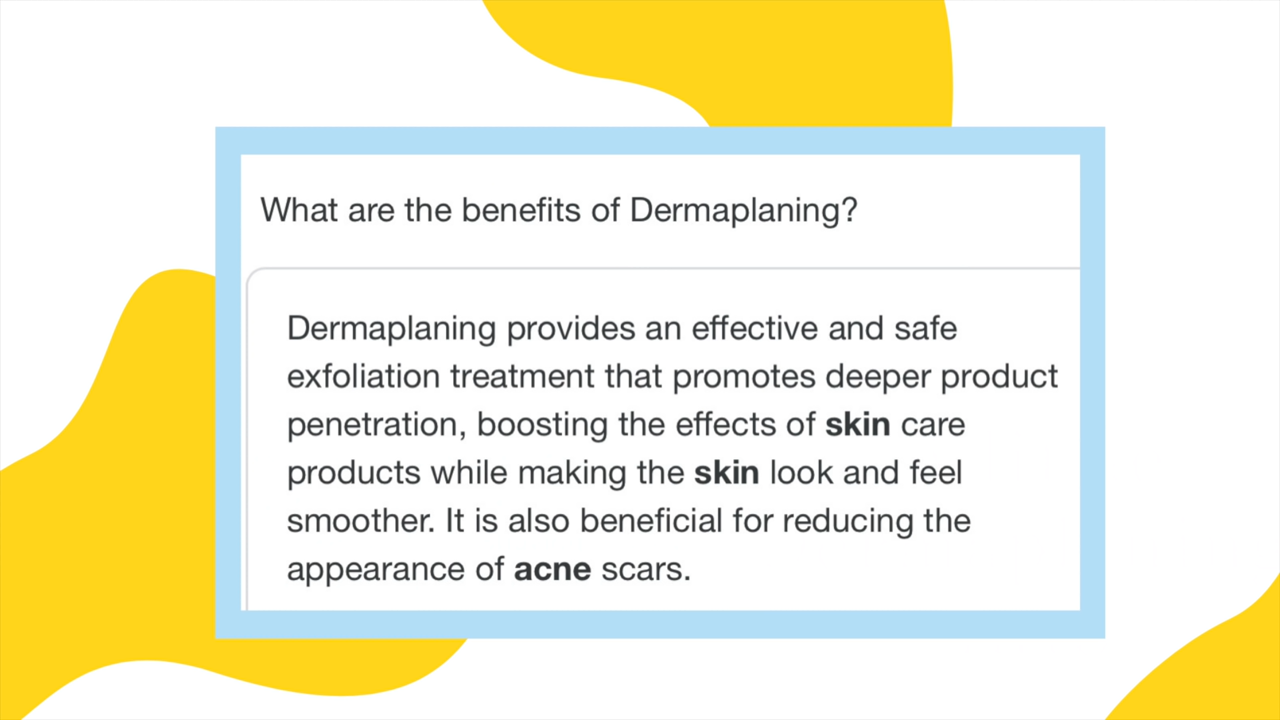 What are the benefits of Dermaplaning?
Dermaplaning provides an effective and safe
exfoliation treatment that promotes deeper product
penetration, boosting the effects of skin care
products while making the skin look and feel
smoother. It is also beneficial for reducing the
appearance of acne scars.